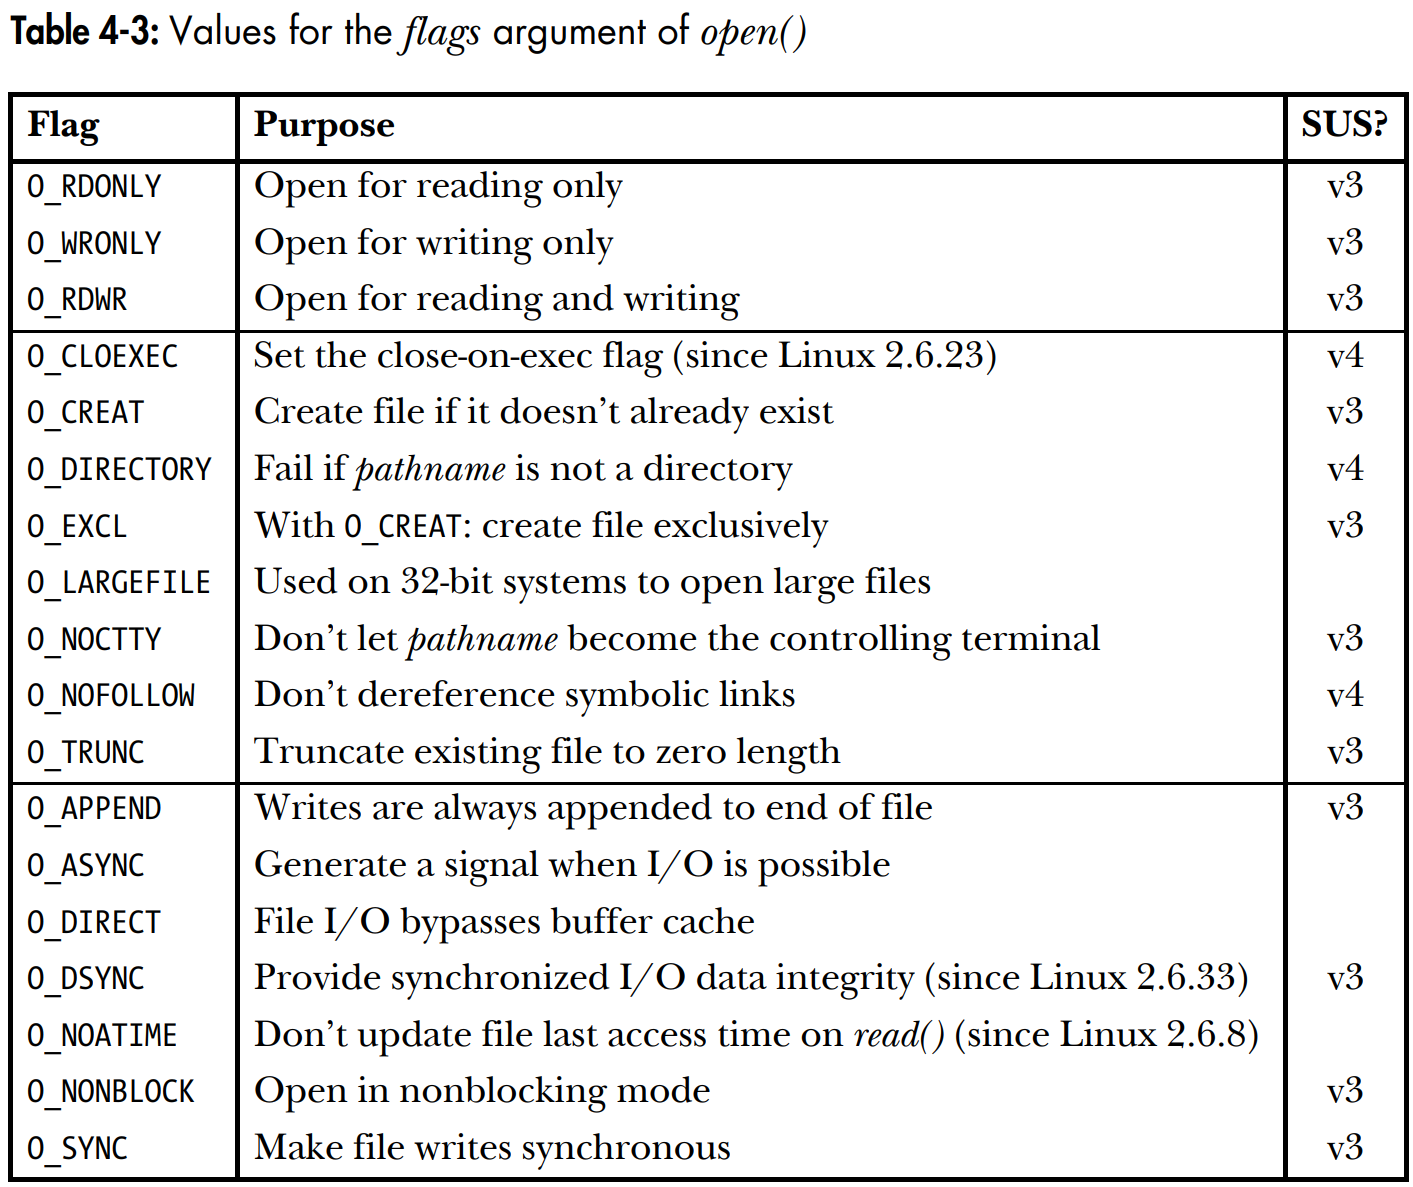 Table 4-3: Values for the flags argument of open()
Flag Purpose SUS?
O_RDONLY Open for reading only v3
O_WRONLY Open for writing only v3
O_RDWR Open for reading and writing v3
O_CLOEXEC Set the close-on-exec flag (since Linux 2.6.23) v4
O_CREAT Create file if it doesn’t already exist v3
O_DIRECTORY Fail if pathname is not a directory v4
O_EXCL With O_CREAT: create file exclusively v3
O_LARGEFILE Used on 32-bit systems to open large files
O_NOCTTY Don’t let pathname become the controlling terminal v3
O_NOFOLLOW Don’t dereference symbolic links v4
O_TRUNC Truncate existing file to zero length v3
O_APPEND Writes are always appended to end of file v3
O_ASYNC Generate a signal when I/O is possible
O_DIRECT File I/O bypasses buffer cache
O_DSYNC Provide synchronized I/O data integrity (since Linux 2.6.33) v3
O_NOATIME Don’t update file last access time on read() (since Linux 2.6.8)
O_NONBLOCK Open in nonblocking mode v3
O_SYNC Make file writes synchronous v3